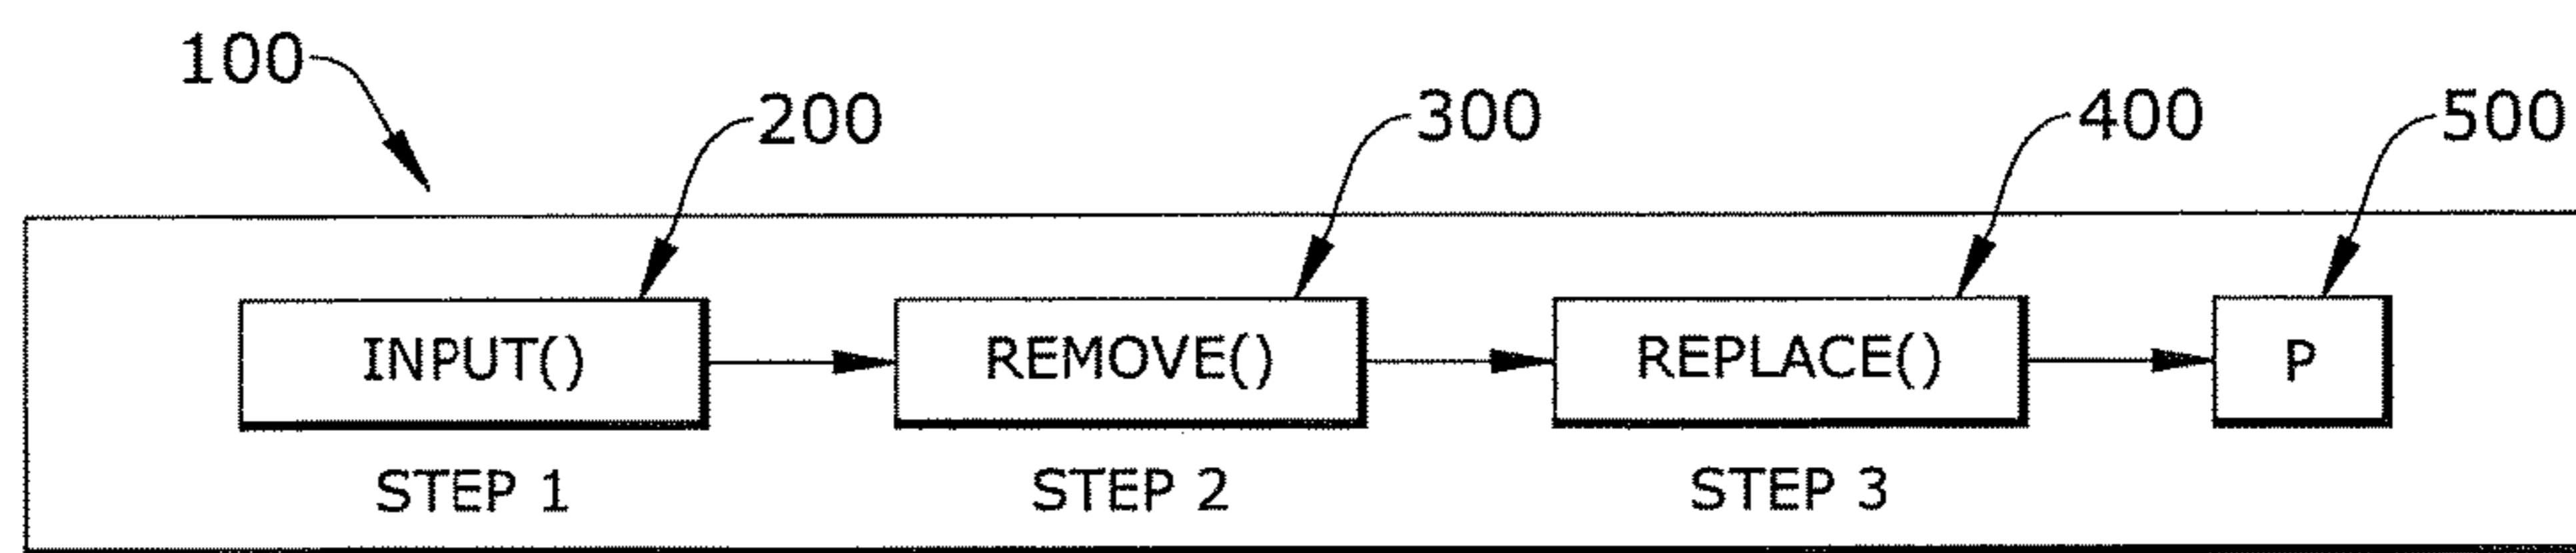 100
200 300 400 500
INPUT() REMOVE() REPLACE() P
STEP 1 STEP 2 STEP 3